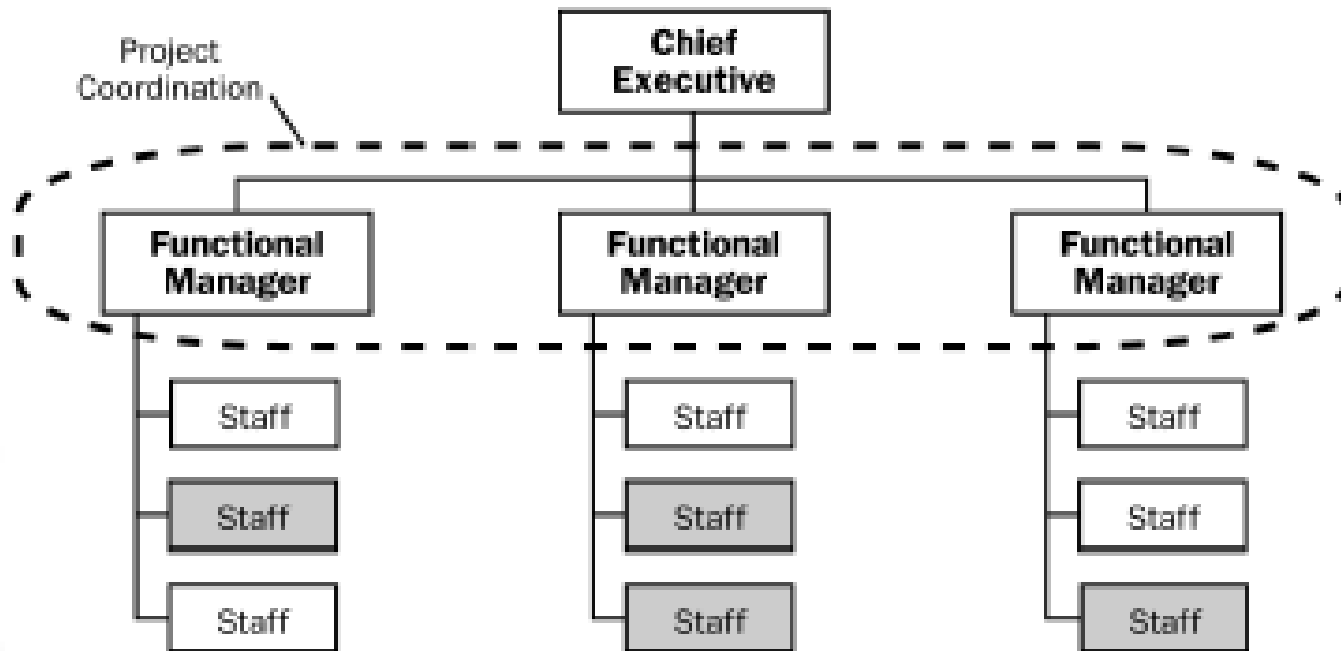 Project
Coordination
Chief
Executive
Functional
Manager
Functional
Manager
Functional
Manager
Staff
Staff
Staff
Staff
Staff
Staff
Staff
Staff
Staff